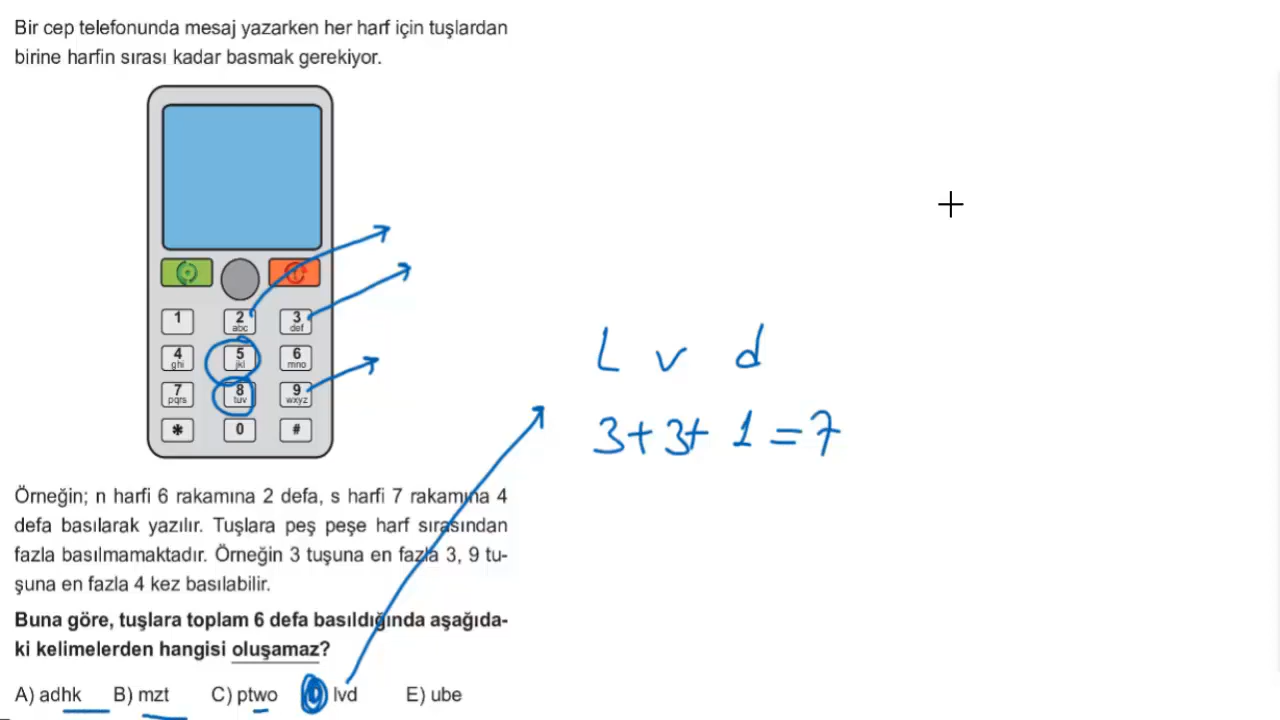 Bir cep telefonunda mesaj yazarken her harf için tuşlardan
birine harfin sırası kadar basmak gerekiyor.
1 2 3
abc def
4 5 6
ghi jkl mno
7 8 9
pqrs tuv wxyz
* 0 #
L v d
3+3+1=7
Örneğin; n harfi 6 rakamına 2 defa, s harfi 7 rakamına 4
defa basılarak yazılır. Tuşlara peş peşe harf sırasından
fazla basılmamaktadır. Örneğin 3 tuşuna en fazla 3, 9 tu-
şuna en fazla 4 kez basılabilir.
Buna göre, tuşlara toplam 6 defa basıldığında aşağıda-
ki kelimelerden hangisi oluşamaz?
A) adhk B) mzt C) ptwo lvd E) ube